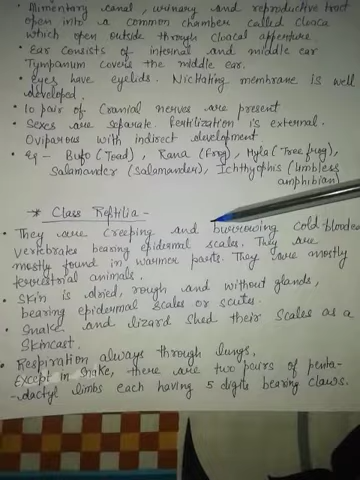 Alimentary canal, urinary and reproductive tract
open into a common chamber called Cloaca
which open outside through Cloacal apperture.
• Ear consists of internal and middle ear
Tympanum covers the middle ear.
• Eyes have eyelids. Nictitating membrane is well
developed.
• 10 pair of Cranial nerves are present
• Sexes are separate. Fertilization is external.
Oviparous with indirect development
• eg - Bufo (Toad), Rana (Frog), Hyla (Tree frog),
Salamander (Salamander), Ichthyophis (limbless
amphibian)
* Class Reptilia -
• They are creeping and burrowing cold-blooded
vertebrates bearing epidermal scales. They are
mostly found in warmer parts. They are mostly
terrestrial animals.
• Skin is dried, rough and without glands,
bearing epidermal scales or scutes.
• Snake and lizard shed their scales as a
Skincast.
• Respiration always through lungs,
Except in snake, there are two pairs of penta-
-dactyl limbs each having 5 digits bearing claws.